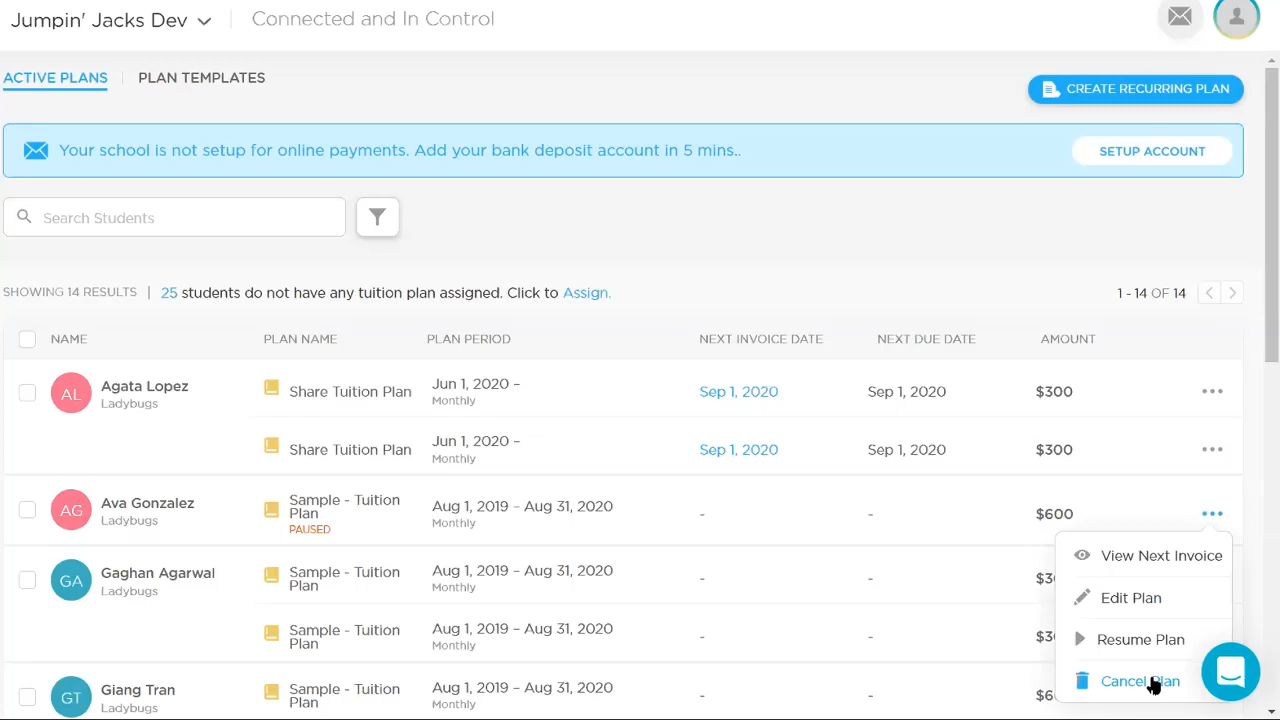 Jumpin' Jacks Dev
Connected and In Control
ACTIVE PLANS
PLAN TEMPLATES
CREATE RECURRING PLAN
Your school is not setup for online payments. Add your bank deposit account in 5 mins..
SETUP ACCOUNT
Search Students
SHOWING 14 RESULTS | 25 students do not have any tuition plan assigned. Click to Assign.
1 - 14 OF 14
NAME PLAN NAME PLAN PERIOD NEXT INVOICE DATE NEXT DUE DATE AMOUNT
AL Agata Lopez
Ladybugs
Share Tuition Plan
Jun 1, 2020 –
Monthly
Sep 1, 2020 Sep 1, 2020 $300
Share Tuition Plan
Jun 1, 2020 –
Monthly
Sep 1, 2020 Sep 1, 2020 $300
AG Ava Gonzalez
Ladybugs
Sample - Tuition
Plan
PAUSED
Aug 1, 2019 – Aug 31, 2020
Monthly
- - $600
View Next Invoice
Edit Plan
Resume Plan
Cancel Plan
GA Gaghan Agarwal
Ladybugs
Sample - Tuition
Plan
Aug 1, 2019 – Aug 31, 2020
Monthly
- -
Sample - Tuition
Plan
Aug 1, 2019 – Aug 31, 2020
Monthly
- -
GT Giang Tran
Ladybugs
Sample - Tuition
Plan
Aug 1, 2019 – Aug 31, 2020
Monthly
- -